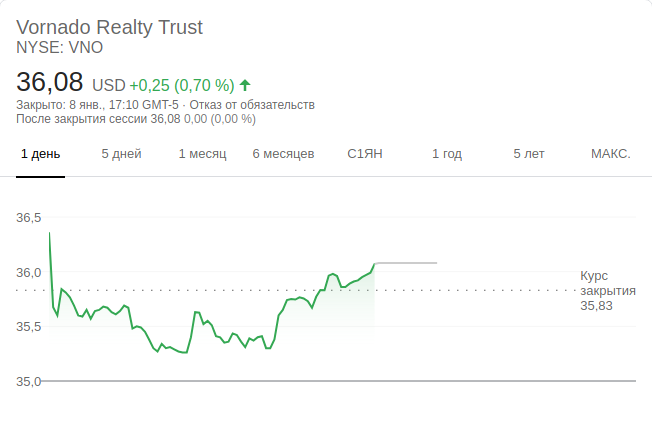 Vornado Realty Trust
NYSE: VNO
36,08 USD +0,25 (0,70 %)
Закрыто: 8 янв., 17:10 GMT-5 · Отказ от обязательств
После закрытия сессии 36,08 0,00 (0,00 %)
1 день 5 дней 1 месяц 6 месяцев С1ЯН 1 год 5 лет МАКС.
36,5
36,0
35,5
35,0
Курс
закрытия
35,83